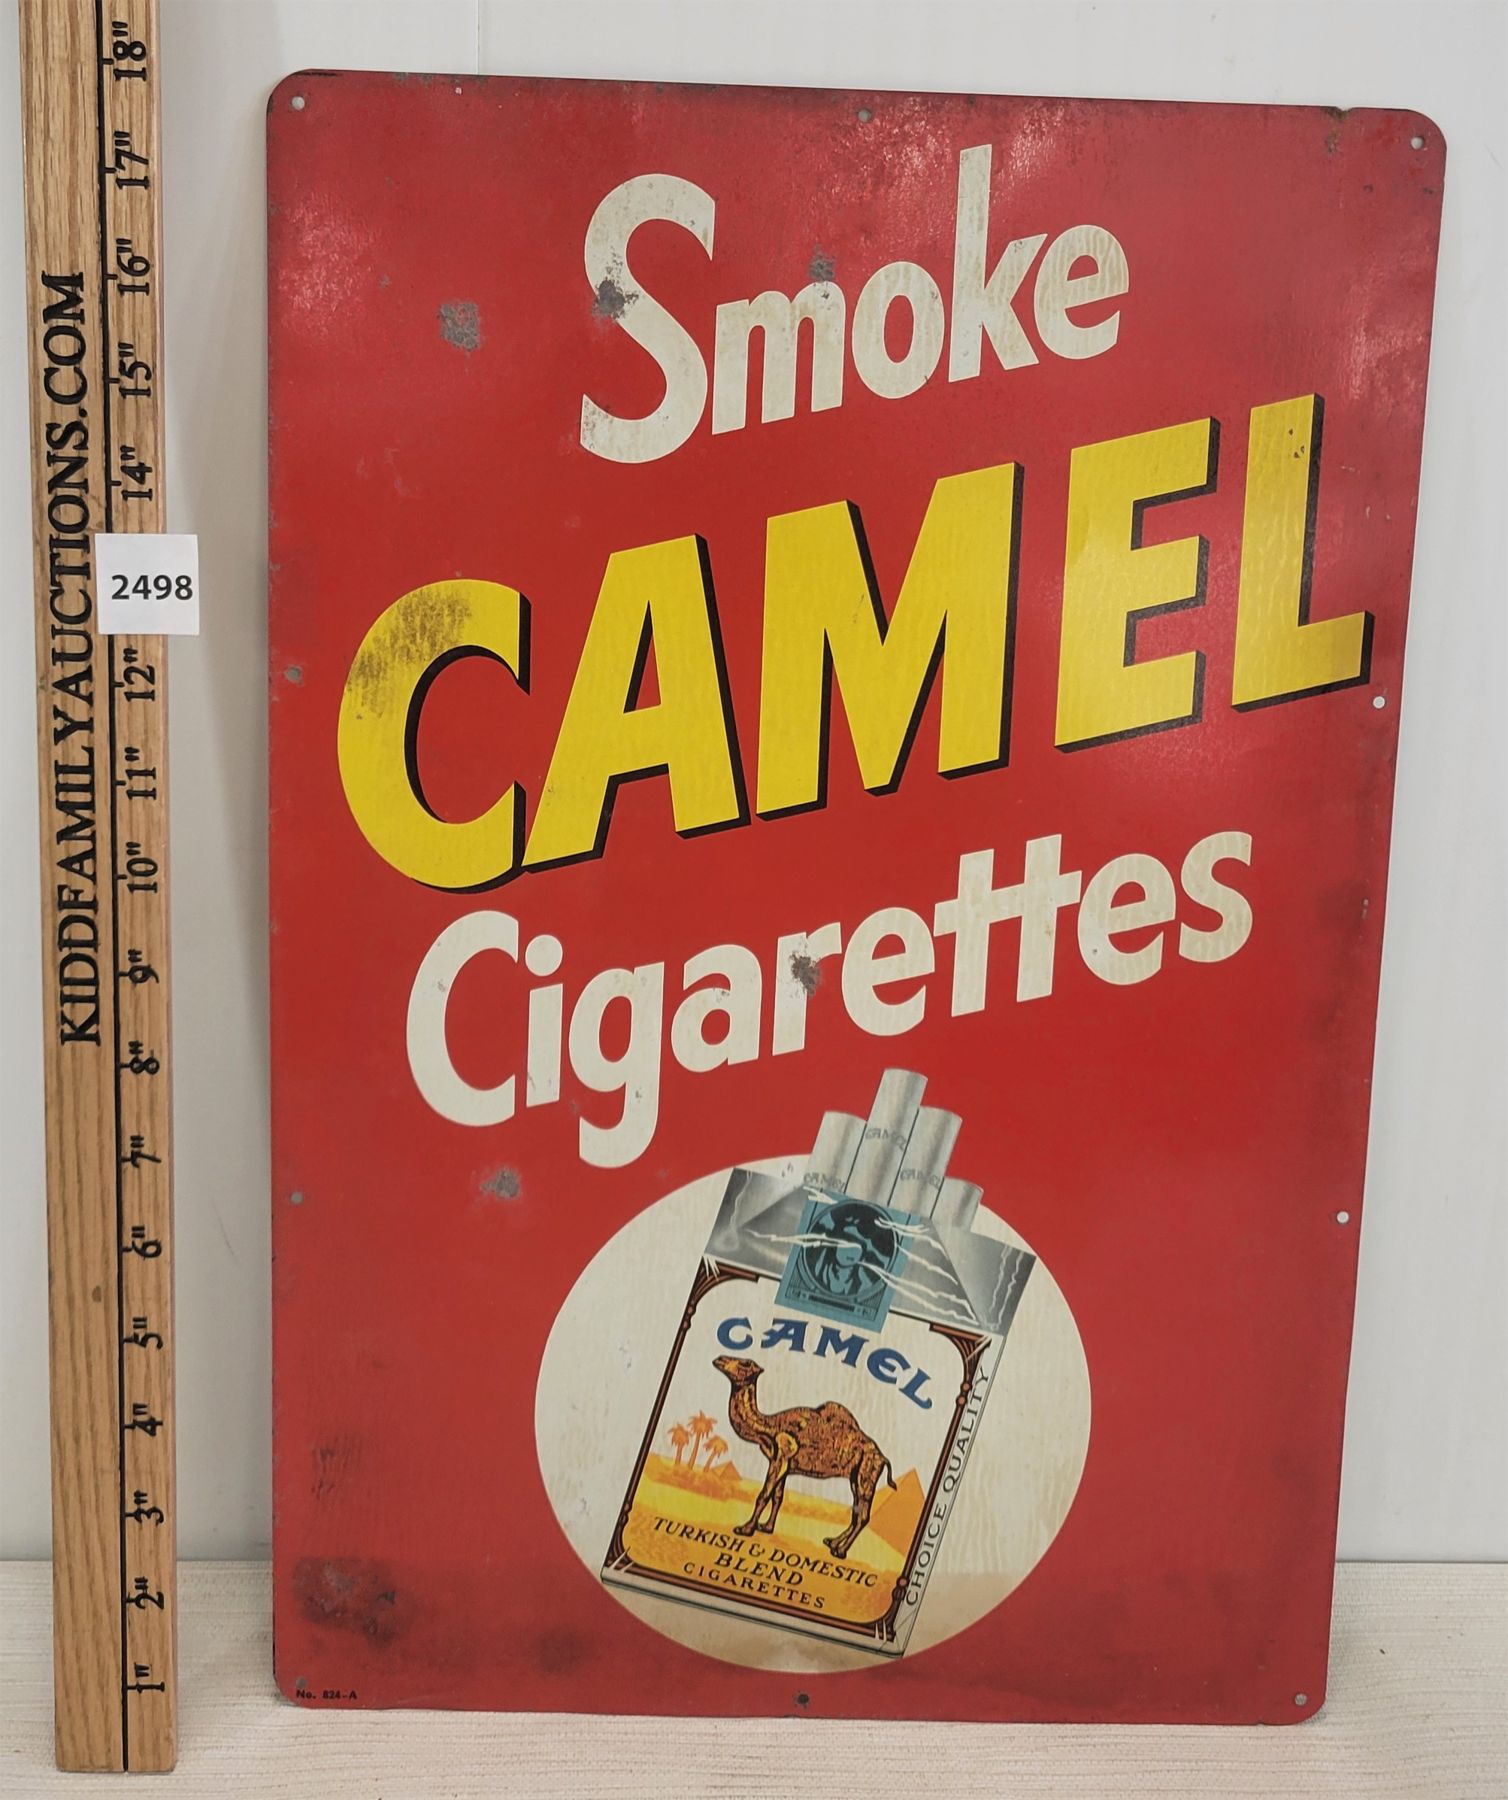 18"
17"
16"
15"
14"
2498
12"
11"
10"
9"
8"
7"
6"
5"
4"
3"
2"
1"
KIDDFAMILYAUCTIONS.COM
Smoke
CAMEL
Cigarettes
CAMEL
CAMEL
CAMEL
CAMEL
TURKISH & DOMESTIC
BLEND
CIGARETTES
CHOICE QUALITY
No. 824-A